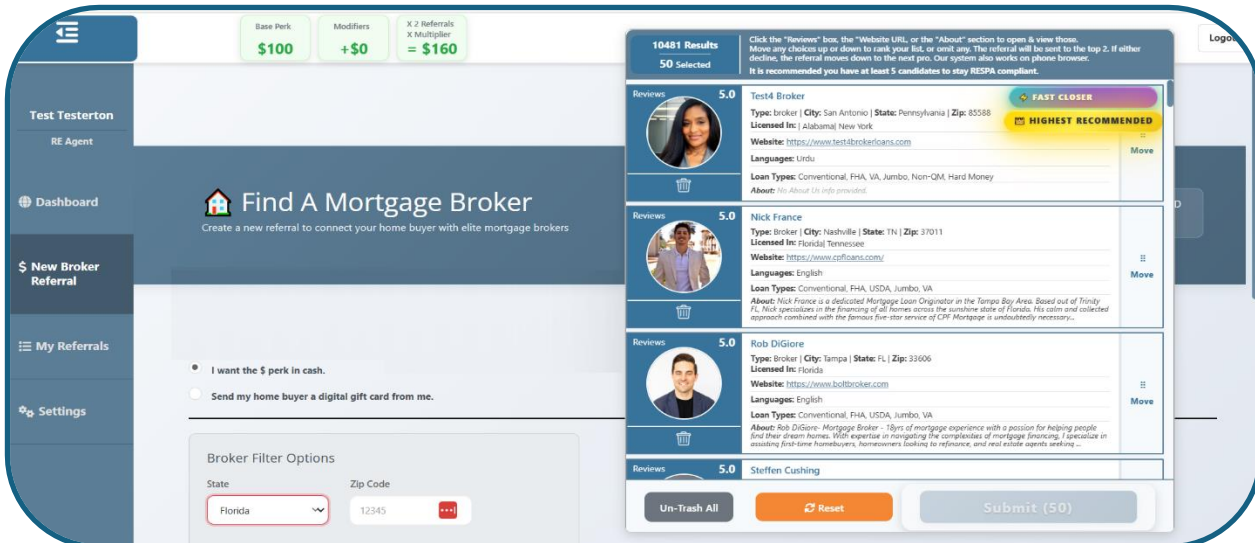 Base Perk
$100
Modifiers
+$0
X 2 Referrals
X Multiplier
= $160
Test Testerton
RE Agent
Dashboard
$ New Broker
Referral
My Referrals
Settings
Find A Mortgage Broker
Create a new referral to connect your home buyer with elite mortgage brokers
I want the $ perk in cash.
Send my home buyer a digital gift card from me.
Broker Filter Options
State
Zip Code
Florida
12345
10481 Results
50 Selected
Click the "Reviews" box, the "Website URL, or the "About" section to open & view those.
Move any choices up or down to rank your list, or omit any. The referral will be sent to the top 2. If either
decline, the referral moves down to the next pro. Our system also works on phone browser.
It is recommended you have at least 5 candidates to stay RESPA compliant.
Reviews 5.0
Test4 Broker
FAST CLOSER
HIGHEST RECOMMENDED
Type: broker | City: San Antonio | State: Pennsylvania | Zip: 85588
Licensed In: | Alabama| New York
Website: https://www.test4brokerloans.com
Languages: Urdu
Loan Types: Conventional, FHA, VA, Jumbo, Non-QM, Hard Money
About: No About Us info provided.
Move
Reviews 5.0
Nick France
Type: Broker | City: Nashville | State: TN | Zip: 37011
Licensed In: Florida| Tennessee
Website: https://www.cpfloans.com/
Languages: English
Loan Types: Conventional, FHA, USDA, Jumbo, VA
About: Nick France is a dedicated Mortgage Loan Originator in the Tampa Bay Area. Based out of Trinity
FL, Nick specializes in the financing of all homes across the sunshine state of Florida. His calm and collected
approach combined with the famous five-star service of CPF Mortgage is undoubtedly necessary...
Move
Reviews 5.0
Rob DiGiore
Type: Broker | City: Tampa | State: FL | Zip: 33606
Licensed In: Florida
Website: https://www.boltbroker.com
Languages: English
Loan Types: Conventional, FHA, USDA, Jumbo, VA
About: Rob DiGiore- Mortgage Broker - 18yrs of mortgage experience with a passion for helping people
find their dream homes. With expertise in navigating the complexities of mortgage financing, I specialize in
assisting first-time homebuyers, homeowners looking to refinance, and real estate agents seeking ...
Move
Reviews 5.0
Steffen Cushing
Un-Trash All
Reset
Submit (50)